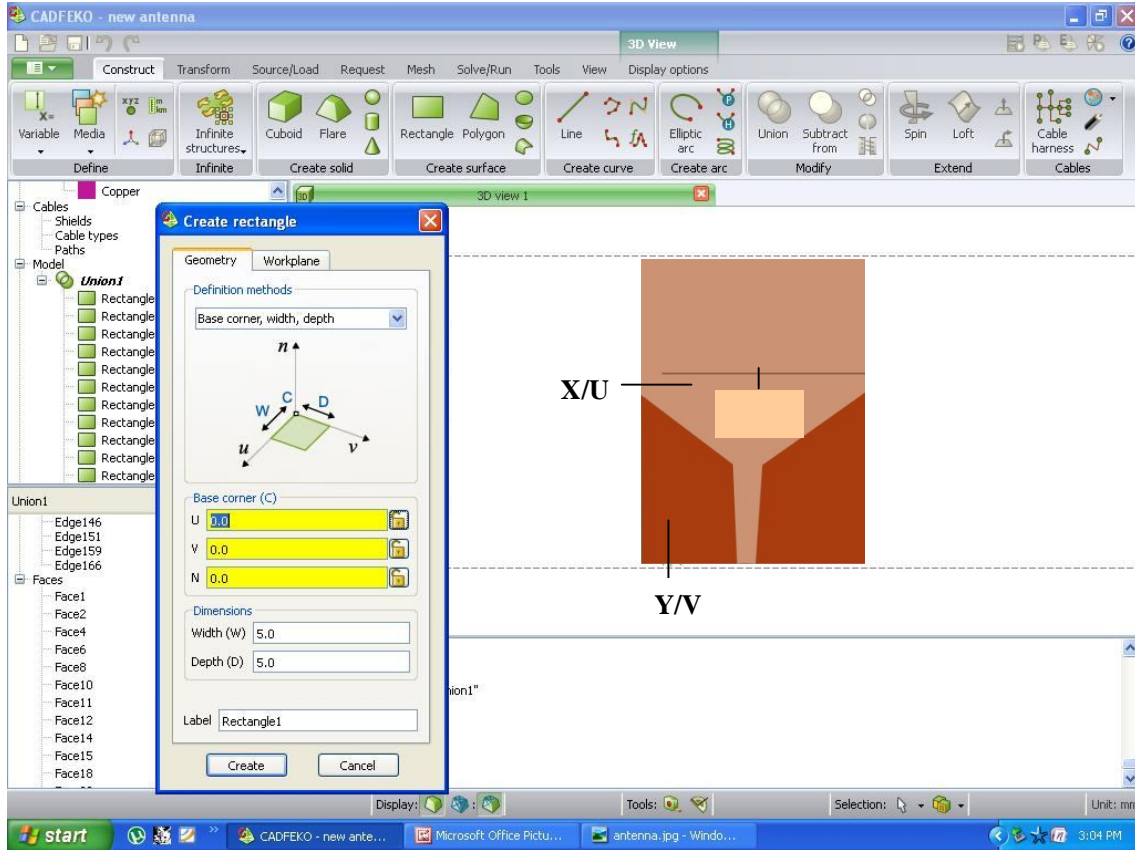 CADFEKO - new antenna
3D View
Construct Transform Source/Load Request Mesh Solve/Run Tools View Display options
X=
xyz
m
km
Variable Media Infinite structures Cuboid Flare Rectangle Polygon Line Elliptic arc Union Subtract from Spin Loft Cable harness
Define Infinite Create solid Create surface Create curve Create arc Modify Extend Cables
Copper
3D view 1
Cables
Shields
Cable types
Paths
Model
Union1
Rectangle
Rectangle
Rectangle
Rectangle
Rectangle
Rectangle
Rectangle
Rectangle
Rectangle
Rectangle
Rectangle
Union1
Edge146
Edge151
Edge159
Edge166
Faces
Face1
Face2
Face4
Face6
Face8
Face10
Face11
Face12
Face14
Face15
Face18
Create rectangle
Geometry Workplane
Definition methods
Base corner, width, depth
n
C
D
W
u
v
Base corner (C)
U 0.0
V 0.0
N 0.0
Dimensions
Width (W) 5.0
Depth (D) 5.0
Label Rectangle1
Create Cancel
X/U
Y/V
nion1"
Display: : Tools: Selection: Unit: mm
start CADFEKO - new ante... Microsoft Office Pictu... antenna.jpg - Windo... 3:04 PM